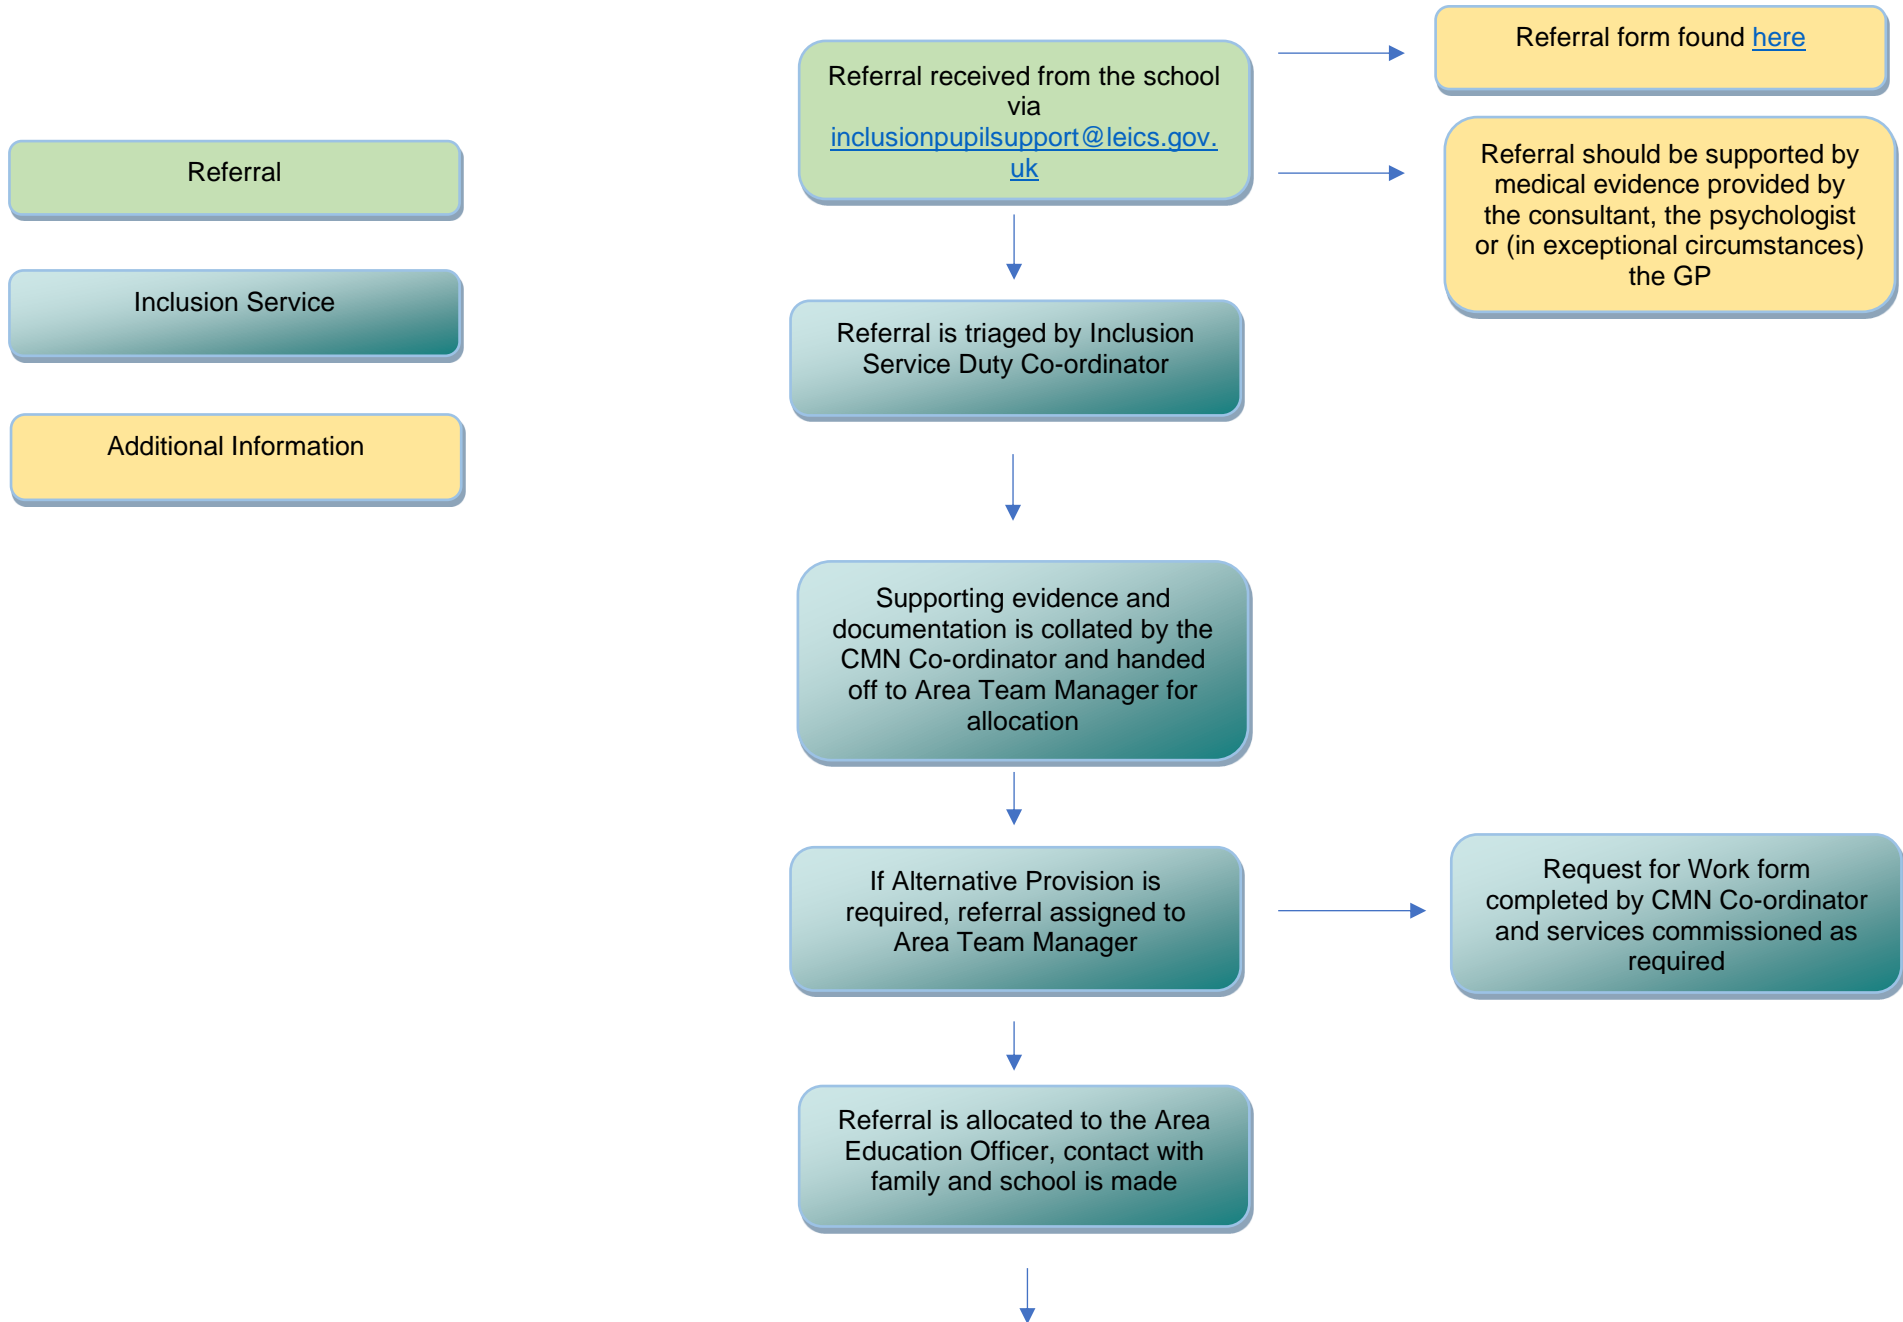 Referral
Inclusion Service
Additional Information
Referral received from the school
via
inclusionpupilsupport@leics.gov.
uk
Referral form found here
Referral should be supported by
medical evidence provided by
the consultant, the psychologist
or (in exceptional circumstances)
the GP
Referral is triaged by Inclusion
Service Duty Co-ordinator
Supporting evidence and
documentation is collated by the
CMN Co-ordinator and handed
off to Area Team Manager for
allocation
If Alternative Provision is
required, referral assigned to
Area Team Manager
Request for Work form
completed by CMN Co-ordinator
and services commissioned as
required
Referral is allocated to the Area
Education Officer, contact with
family and school is made